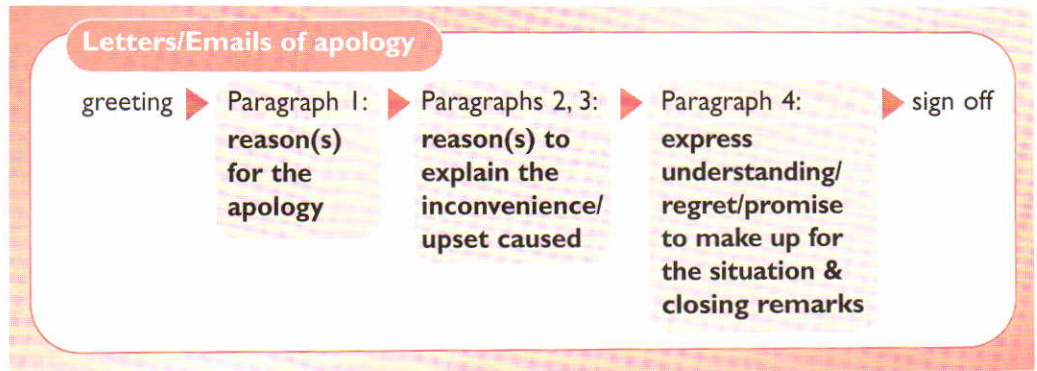 Letters/Emails of apology
greeting
Paragraph 1:
reason(s)
for the
apology
Paragraphs 2, 3:
reason(s) to
explain the
inconvenience/
upset caused
Paragraph 4:
express
understanding/
regret/promise
to make up for
the situation &
closing remarks
sign off